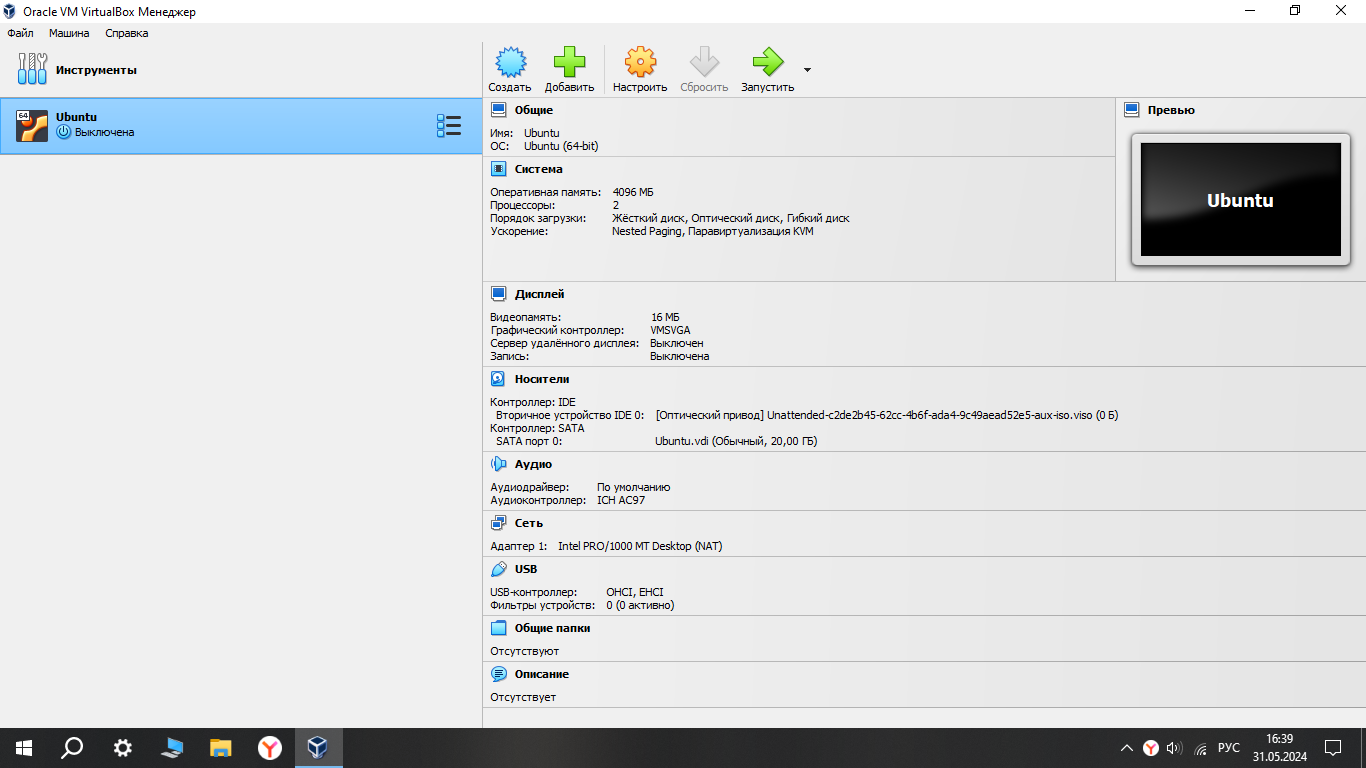 Oracle VM VirtualBox Менеджер
Файл Машина Справка
Инструменты
Создать Добавить Настроить Сбросить Запустить
64
Ubuntu
Выключена
Общие
Имя: Ubuntu
ОС: Ubuntu (64-bit)
Превью
Ubuntu
Система
Оперативная память: 4096 МБ
Процессоры: 2
Порядок загрузки: Жёсткий диск, Оптический диск, Гибкий диск
Ускорение: Nested Paging, Паравиртуализация KVM
Дисплей
Видеопамять: 16 МБ
Графический контроллер: VMSVGA
Сервер удалённого дисплея: Выключен
Запись: Выключена
Носители
Контроллер: IDE
Вторичное устройство IDE 0: [Оптический привод] Unattended-c2de2b45-62cc-4b6f-ada4-9c49aead52e5-aux-iso.viso (0 Б)
Контроллер: SATA
SATA порт 0: Ubuntu.vdi (Обычный, 20,00 ГБ)
Аудио
Аудиодрайвер: По умолчанию
Аудиоконтроллер: ICH AC97
Сеть
Адаптер 1: Intel PRO/1000 MT Desktop (NAT)
USB
USB-контроллер: OHCI, EHCI
Фильтры устройств: 0 (0 активно)
Общие папки
Отсутствуют
Описание
Отсутствует
РУС
16:39
31.05.2024